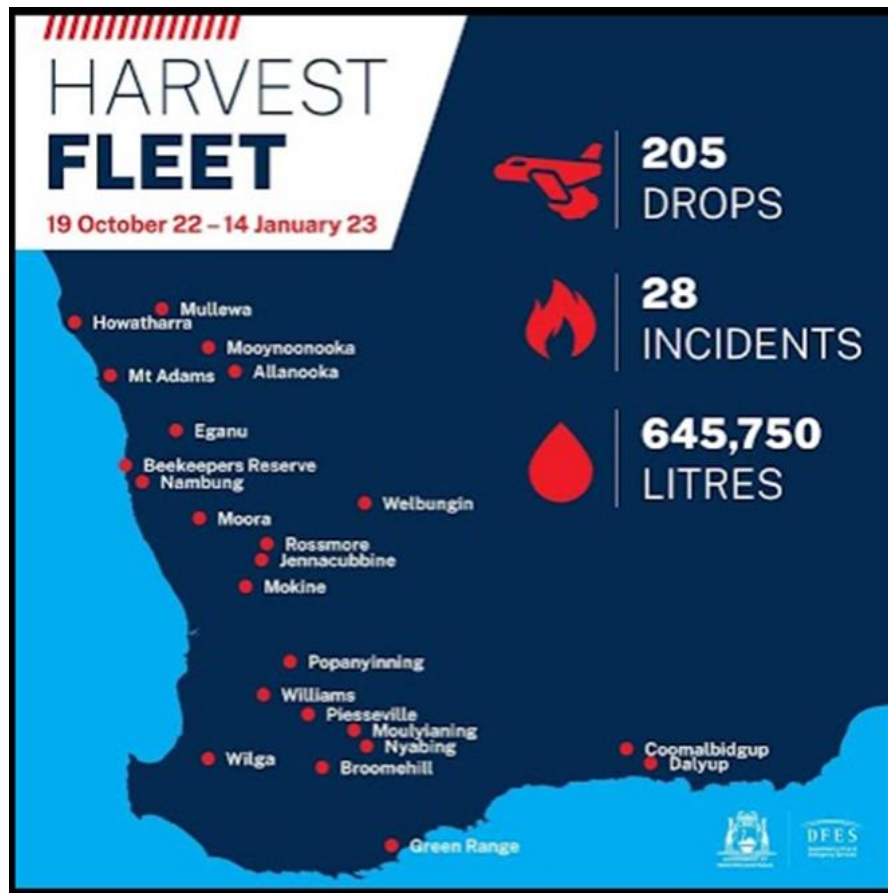 HARVEST
FLEET
19 October 22 – 14 January 23
205
DROPS
28
INCIDENTS
645,750
LITRES
Mullewa
Howatharra
Mooynoonooka
Mt Adams
Allanooka
Eganu
Beekeepers Reserve
Nambung
Welbungin
Moora
Rossmore
Jennacubbine
Mokine
Popanyinning
Williams
Piesseville
Moulyianing
Nyabing
Wilga
Broomehill
Coomalbidgup
Dalyup
Green Range
DFES